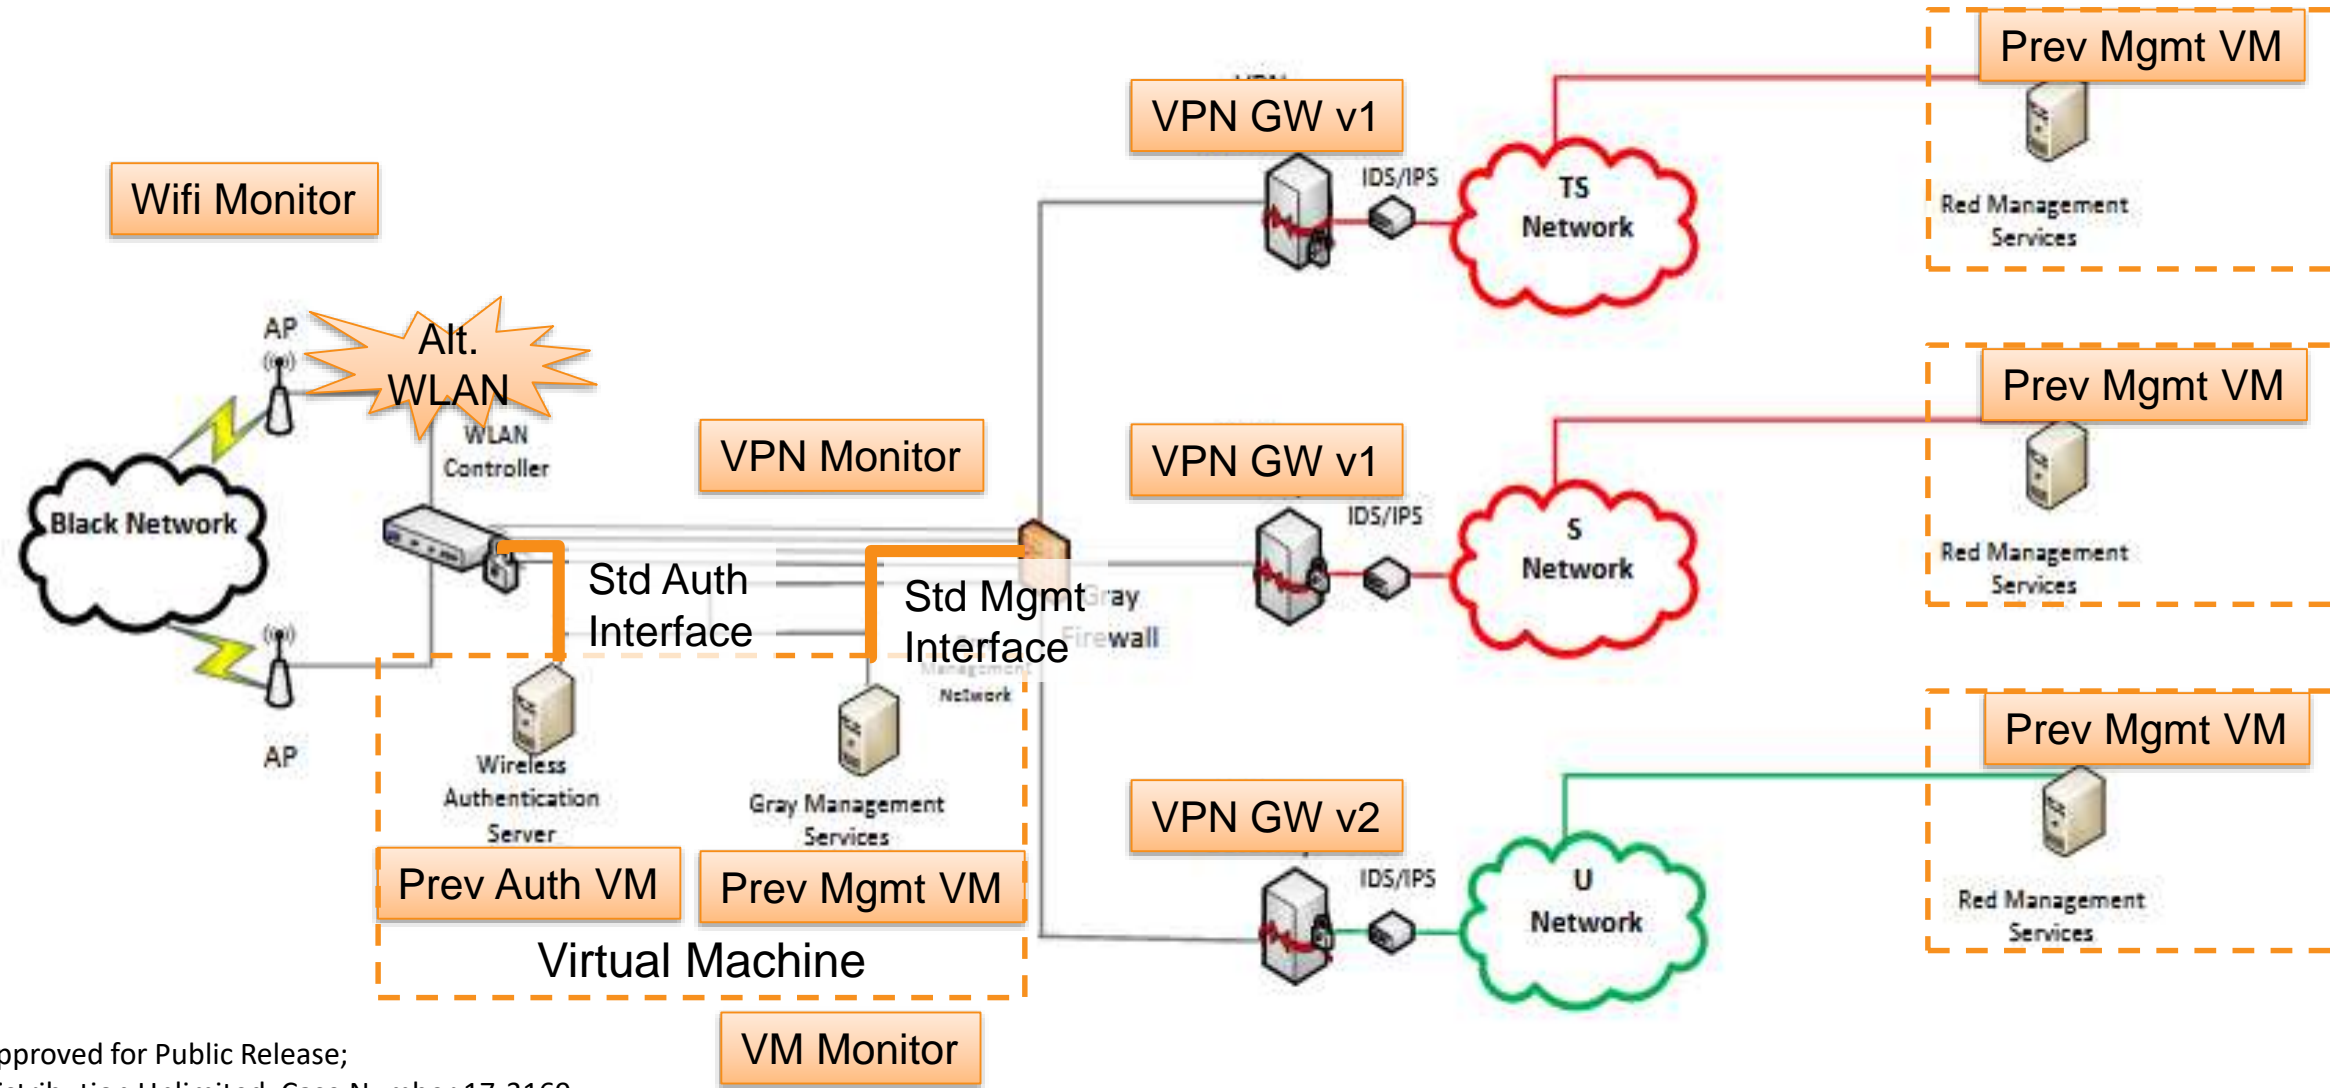 Prev Mgmt VM
VPN GW v1
IDS/IPS
TS
Network
Red Management
Services
Wifi Monitor
AP
Alt.
WLAN
WLAN
Controller
Black Network
VPN Monitor
VPN GW v1
IDS/IPS
S
Network
Prev Mgmt VM
Red Management
Services
Std Auth
Interface
Std Mgmt
Interface
Gray
Firewall
Management
Network
AP
Wireless
Authentication
Server
Gray Management
Services
Prev Auth VM
Prev Mgmt VM
Virtual Machine
VM Monitor
VPN GW v2
IDS/IPS
U
Network
Prev Mgmt VM
Red Management
Services
pproved for Public Release;